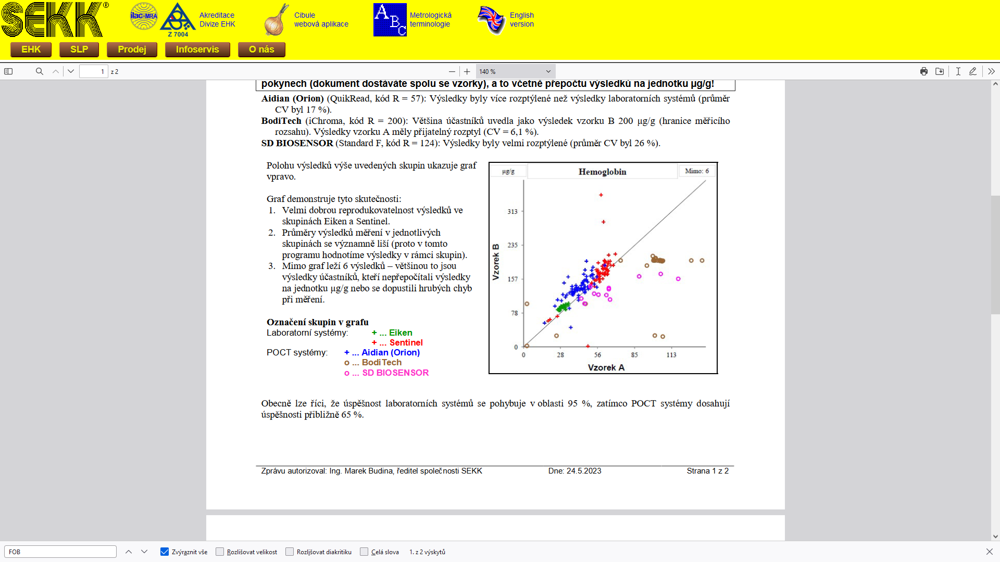 SEKK®
ilac-MRA
Z 7004
Akreditace
Divize EHK
Cibule
webová aplikace
A
B
C
Metrologická
terminologie
English
version
EHK
SLP
Prodej
Infoservis
O nás
1
z 2
140 %
pokynech (dokument dostáváte spolu se vzorky), a to včetně přepočtu výsledků na jednotku µg/g!
Aidian (Orion) (QuikRead, kód R = 57): Výsledky byly více rozptýlené než výsledky laboratorních systémů (průměr
CV byl 17 %).
BodiTech (iChroma, kód R = 200): Většina účastníků uvedla jako výsledek vzorku B 200 µg/g (hranice měřicího
rozsahu). Výsledky vzorku A měly přijatelný rozptyl (CV = 6,1 %).
SD BIOSENSOR (Standard F, kód R = 124): Výsledky byly velmi rozptýlené (průměr CV byl 26 %).
Polohu výsledků výše uvedených skupin ukazuje graf
vpravo.
Graf demonstruje tyto skutečnosti:
1. Velmi dobrou reprodukovatelnost výsledků ve
skupinách Eiken a Sentinel.
2. Průměry výsledků měření v jednotlivých
skupinách se významně liší (proto v tomto
programu hodnotíme výsledky v rámci skupin).
3. Mimo graf leží 6 výsledků – většinou to jsou
výsledky účastníků, kteří nepřepočítali výsledky
na jednotku µg/g nebo se dopustili hrubých chyb
při měření.
Označení skupin v grafu
Laboratorní systémy: + ... Eiken
+ ... Sentinel
POCT systémy: + ... Aidian (Orion)
o ... BodiTech
o ... SD BIOSENSOR
µg/g
Hemoglobin
Mimo: 6
Vzorek B
313
235
157
78
0
0
28
56
85
113
Vzorek A
Obecně lze říci, že úspěšnost laboratorních systémů se pohybuje v oblasti 95 %, zatímco POCT systémy dosahují
úspěšnosti přibližně 65 %.
Zprávu autorizoval: Ing. Marek Budina, ředitel společnosti SEKK
Dne: 24.5.2023
Strana 1 z 2
FOB
Zvýraznit vše
Rozlišovat velikost
Rozlišovat diakritiku
Celá slova
1. z 2 výskytů